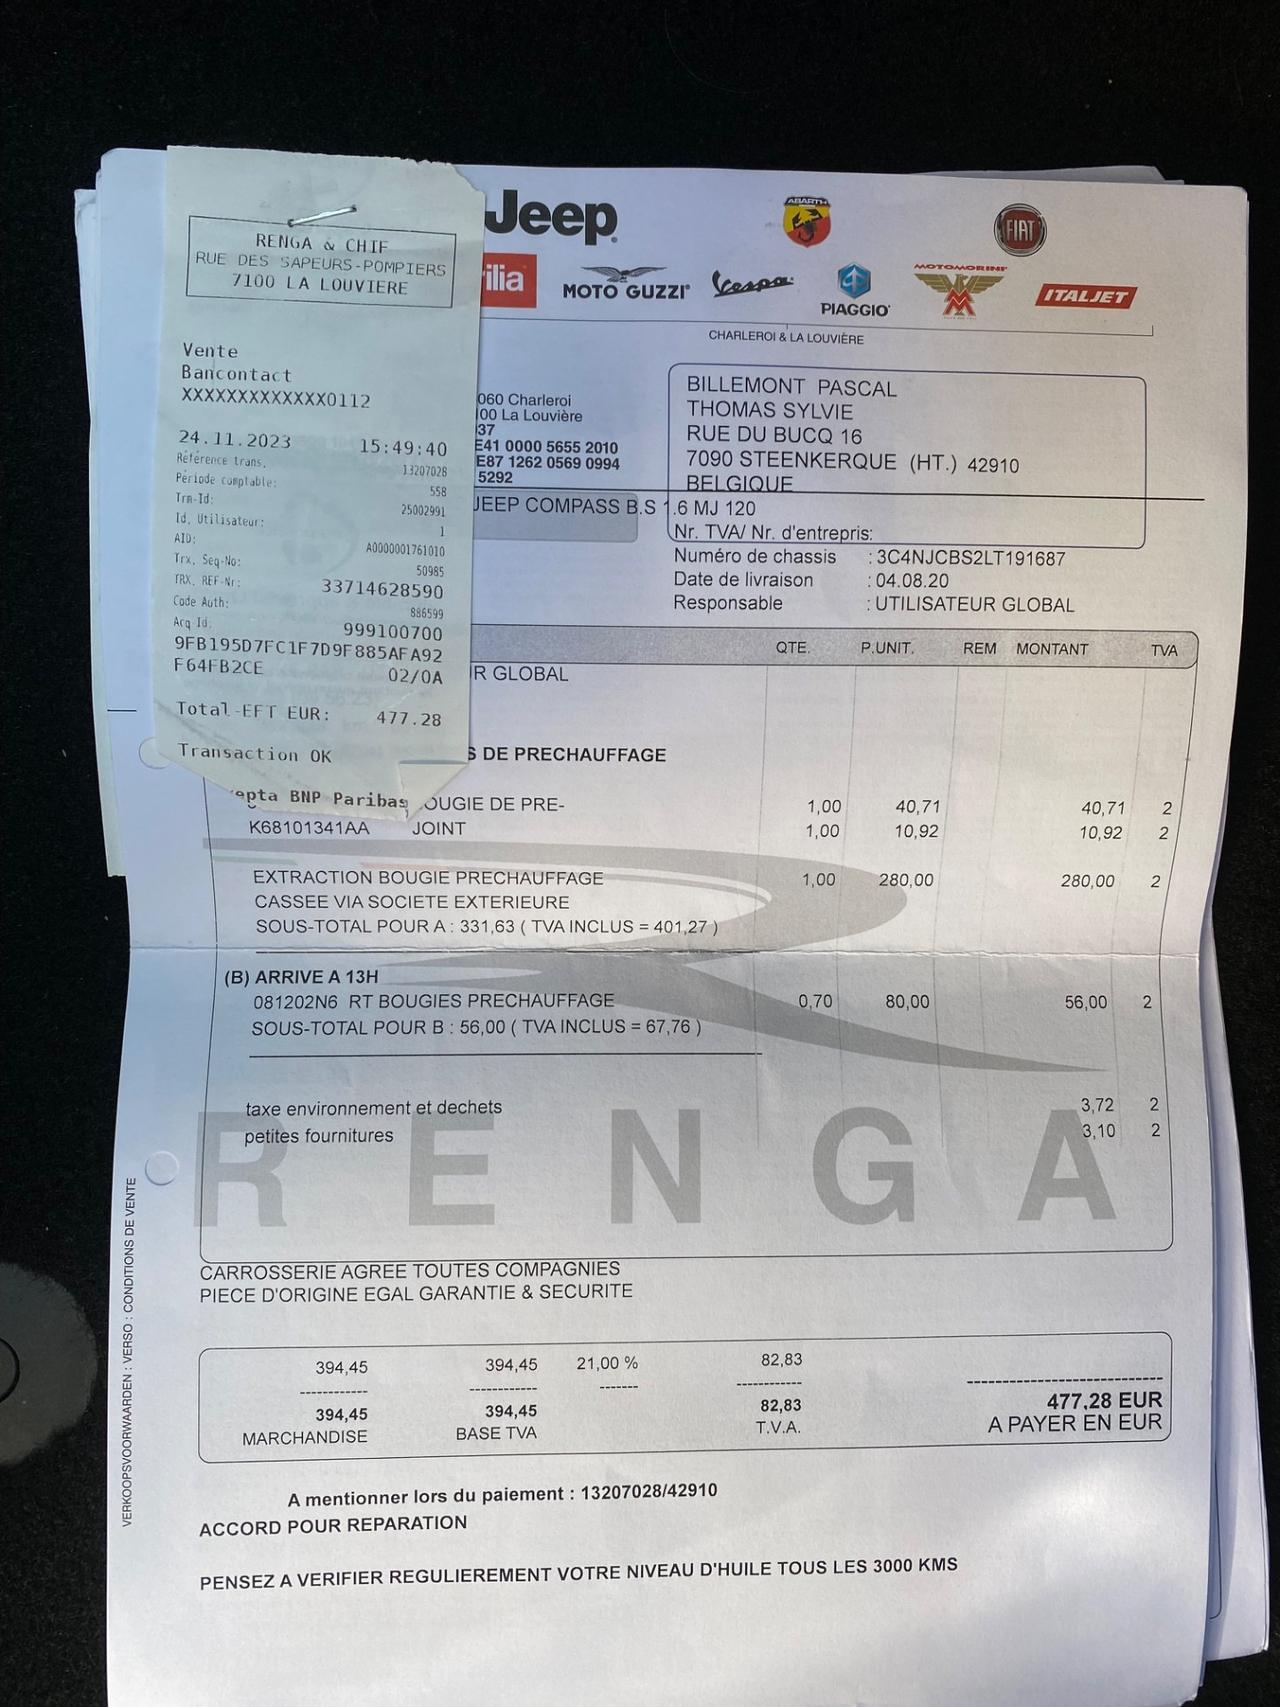 RENGA & CHIF
RUE DES SAPEURS-POMPIERS
7100 LA LOUVIERE
Vente
Bancontact
XXXXXXXXXXXXX0112
24.11.2023 15:49:40
Référence trans. 13207028
Période comptable: 558
Trm-Id: 25002991
Id. Utilisateur: 1
AID: A0000001761010
Trx. Seq-No: 50985
TRX. REF-Nr: 33714628590
Code Auth: 886599
Acq Id: 999100700
9FB195D7FC1F7D9F885AFA92
F64FB2CE 02/0A
Total-EFT EUR: 477.28
Transaction OK
epta BNP Paribas
Jeep
ABARTH
FIAT
ilia
MOTO GUZZI
Vespa
PIAGGIO
MOTOMORINI
ITALJET
CHARLEROI & LA LOUVIÈRE
060 Charleroi
00 La Louvière
37
E41 0000 5655 2010
E87 1262 0569 0994
5292
BILLEMONT PASCAL
THOMAS SYLVIE
RUE DU BUCQ 16
7090 STEENKERQUE (HT.) 42910
BELGIQUE
JEEP COMPASS B.S 1.6 MJ 120
Nr. TVA/ Nr. d'entrepris:
Numéro de chassis : 3C4NJCBS2LT191687
Date de livraison : 04.08.20
Responsable : UTILISATEUR GLOBAL
QTE. P.UNIT. REM MONTANT TVA
R GLOBAL
S DE PRECHAUFFAGE
OUGIE DE PRE- 1,00 40,71 40,71 2
K68101341AA JOINT 1,00 10,92 10,92 2
EXTRACTION BOUGIE PRECHAUFFAGE 1,00 280,00 280,00 2
CASSEE VIA SOCIETE EXTERIEURE
SOUS-TOTAL POUR A : 331,63 ( TVA INCLUS = 401,27 )
(B) ARRIVE A 13H
081202N6 RT BOUGIES PRECHAUFFAGE 0,70 80,00 56,00 2
SOUS-TOTAL POUR B : 56,00 ( TVA INCLUS = 67,76 )
taxe environnement et dechets 3,72 2
petites fournitures 3,10 2
RENGA
CARROSSERIE AGREE TOUTES COMPAGNIES
PIECE D'ORIGINE EGAL GARANTIE & SECURITE
394,45 394,45 21,00 % 82,83
------------ ------------ ------- ------------ ---------------------------
394,45 394,45 82,83 477,28 EUR
MARCHANDISE BASE TVA T.V.A. A PAYER EN EUR
A mentionner lors du paiement : 13207028/42910
ACCORD POUR REPARATION
PENSEZ A VERIFIER REGULIEREMENT VOTRE NIVEAU D'HUILE TOUS LES 3000 KMS
VERKOOPSVOORWAARDEN : VERSO : CONDITIONS DE VENTE